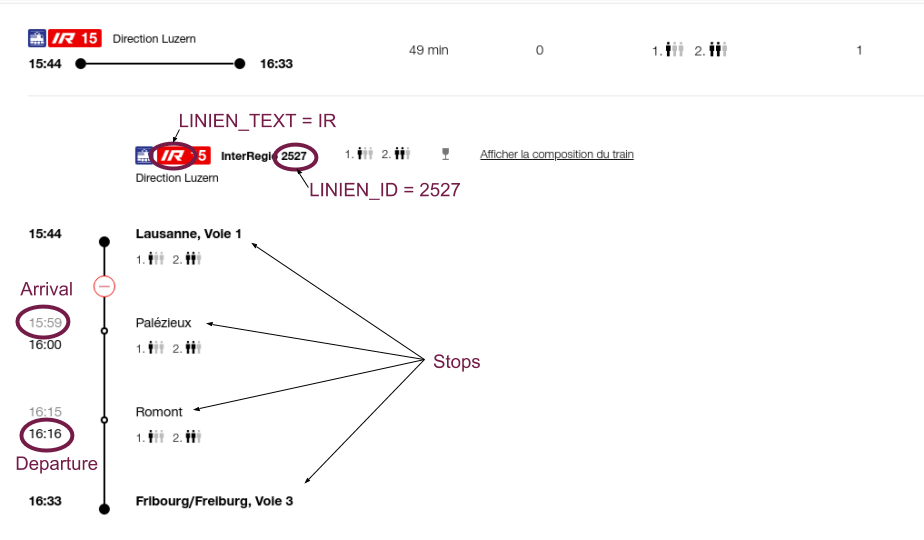 IR 15 Direction Luzern
15:44 16:33 49 min 0 1. 2. 1
LINIEN_TEXT = IR
IR 5 InterRegio 2527 1. 2. Afficher la composition du train
Direction Luzern
LINIEN_ID = 2527
15:44 Lausanne, Voie 1
1. 2.
Arrival
15:59 Palézieux
16:00
1. 2.
Stops
16:15 Romont
16:16
1. 2.
Departure
16:33 Fribourg/Freiburg, Voie 3